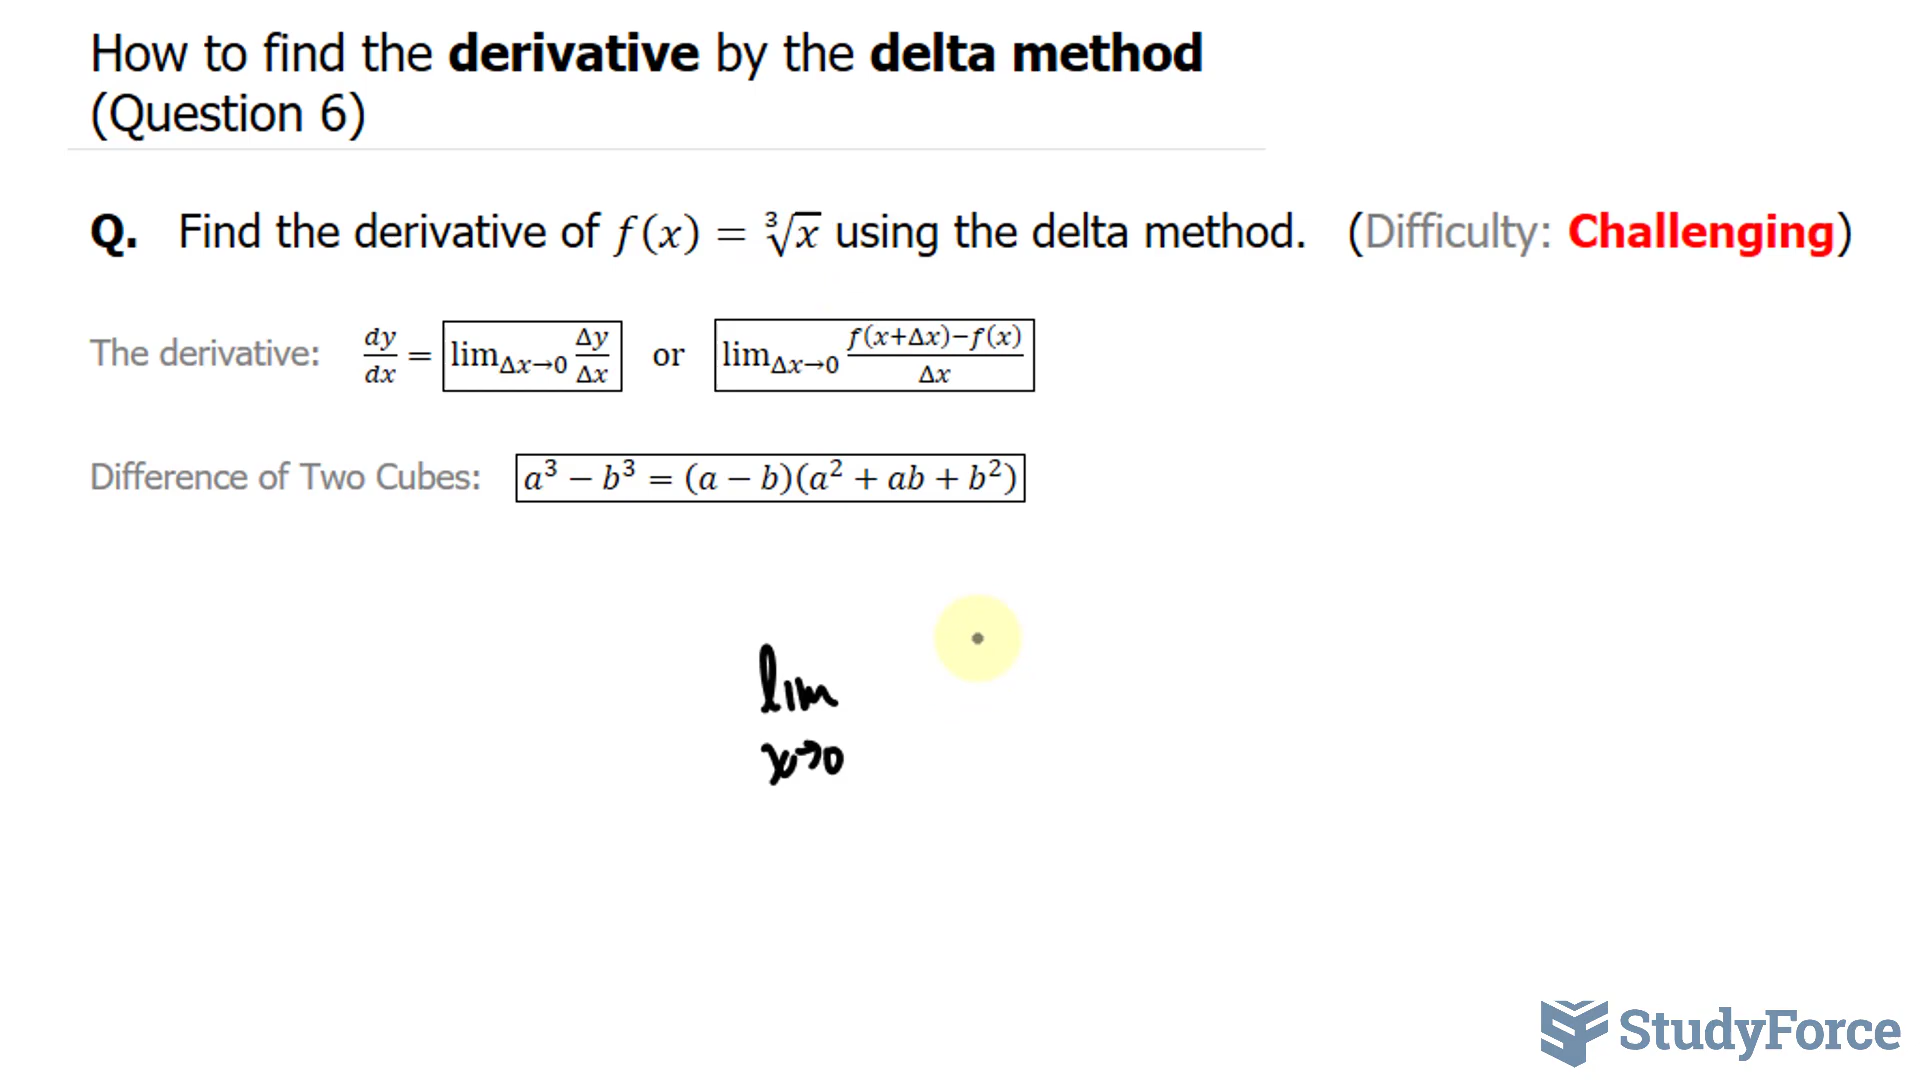 How to find the derivative by the delta method
(Question 6)
Q. Find the derivative of f(x) = ∛x using the delta method. (Difficulty: Challenging)
The derivative: dy/dx = lim_{Δx→0} Δy/Δx or lim_{Δx→0} f(x+Δx)−f(x)/Δx
Difference of Two Cubes: a³ − b³ = (a − b)(a² + ab + b²)
lim
x→0
StudyForce